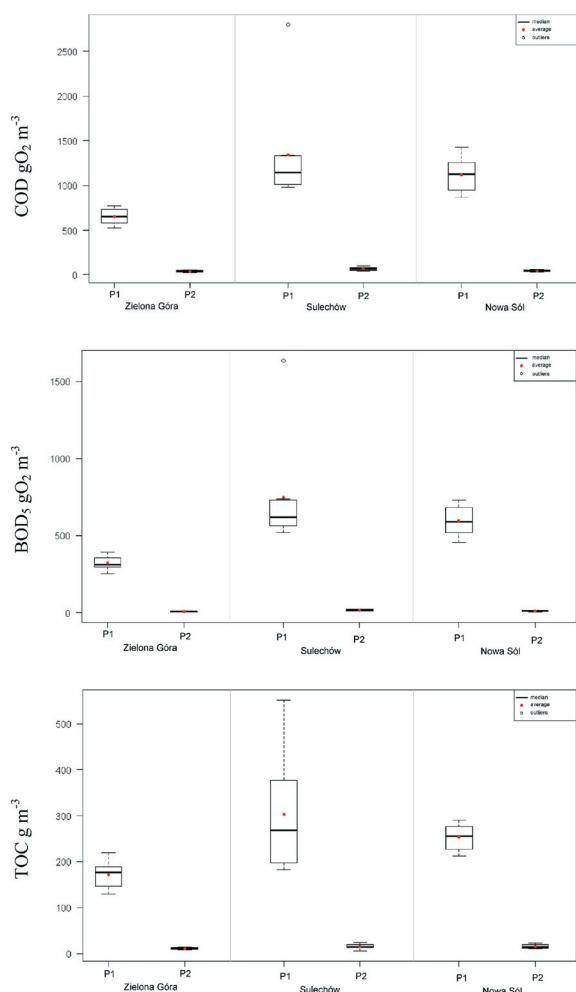 COD gO₂ m⁻³
2500
2000
1500
1000
500
0
median
average
outliers
P1 P2 P1 P2 P1 P2
Zielona Góra Sulechów Nowa Sól
BOD₅ gO₂ m⁻³
1500
1000
500
0
median
average
outliers
P1 P2 P1 P2 P1 P2
Zielona Góra Sulechów Nowa Sól
TOC g m⁻³
500
400
300
200
100
0
median
average
outliers
P1 P2 P1 P2 P1 P2
Zielona Góra Sulechów Nowa Sól